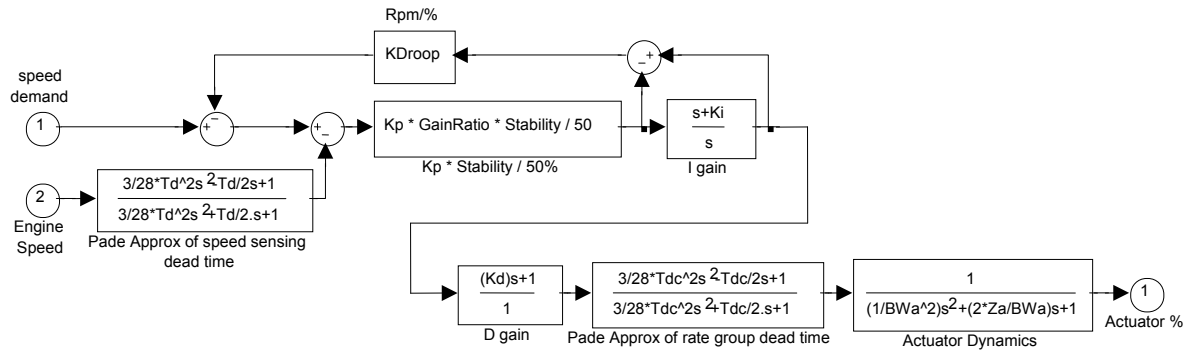 Rpm/%
KDroop
- +
speed
demand
1
+ -
+ -
Kp * GainRatio * Stability / 50
Kp * Stability / 50%
s+Ki
s
I gain
2
Engine
Speed
3/28*Td^2s 2-Td/2s+1
3/28*Td^2s 2+Td/2.s+1
Pade Approx of speed sensing
dead time
(Kd)s+1
1
D gain
3/28*Tdc^2s 2-Tdc/2s+1
3/28*Tdc^2s 2+Tdc/2.s+1
Pade Approx of rate group dead time
1
(1/BWa^2)s2+(2*Za/BWa)s+1
Actuator Dynamics
1
Actuator %